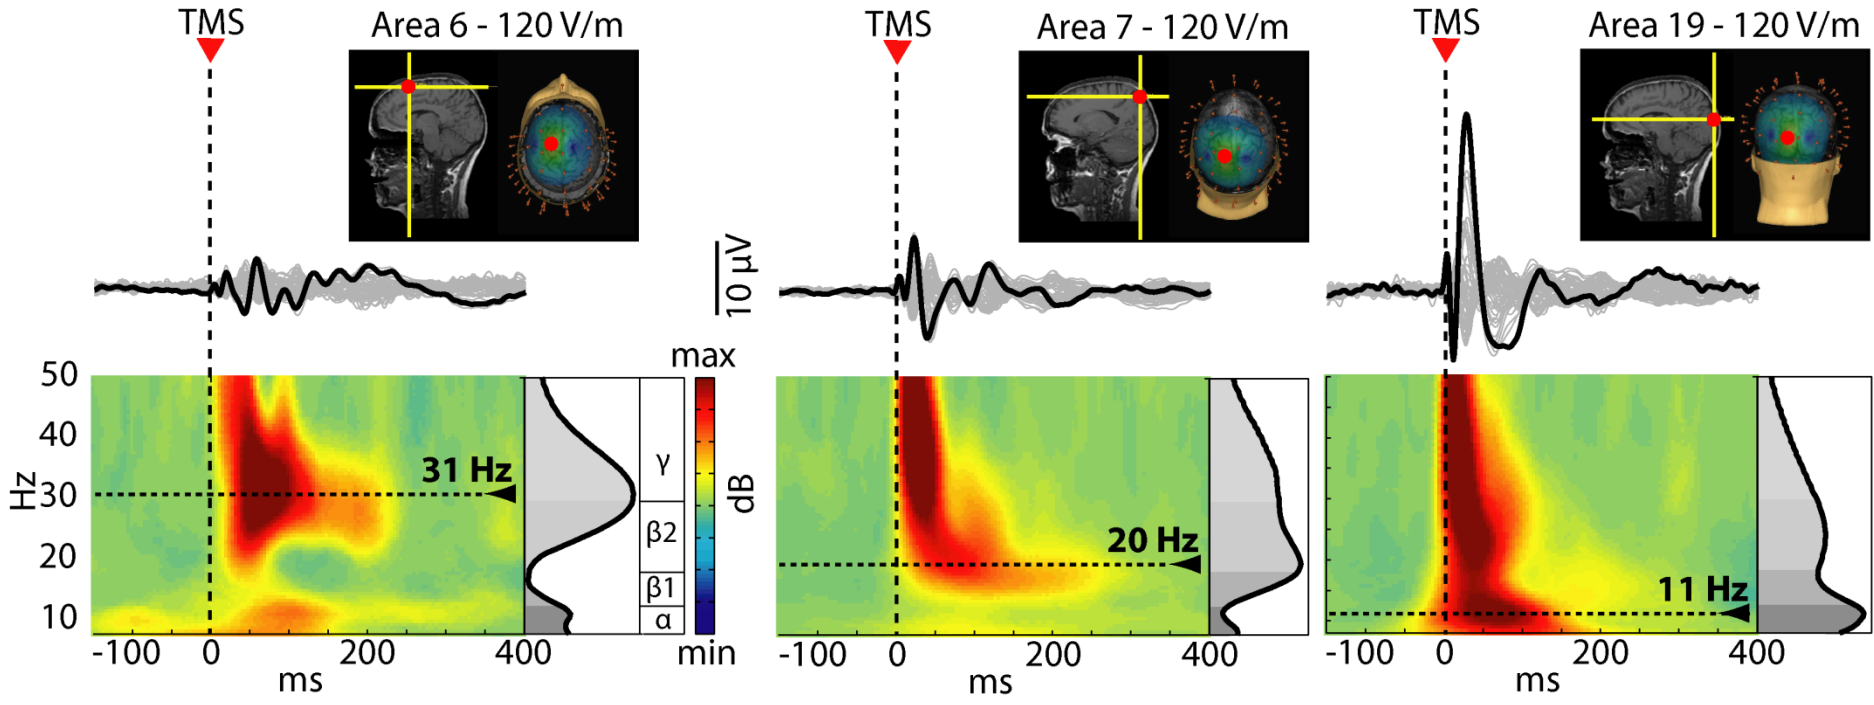 TMS
Area 6 - 120 V/m
TMS
Area 7 - 120 V/m
TMS
Area 19 - 120 V/m
10 µV
max
50
40
30
20
10
Hz
31 Hz
γ
β2
β1
α
dB
min
20 Hz
11 Hz
-100 0 200 400
ms
-100 0 200 400
ms
-100 0 200 400
ms